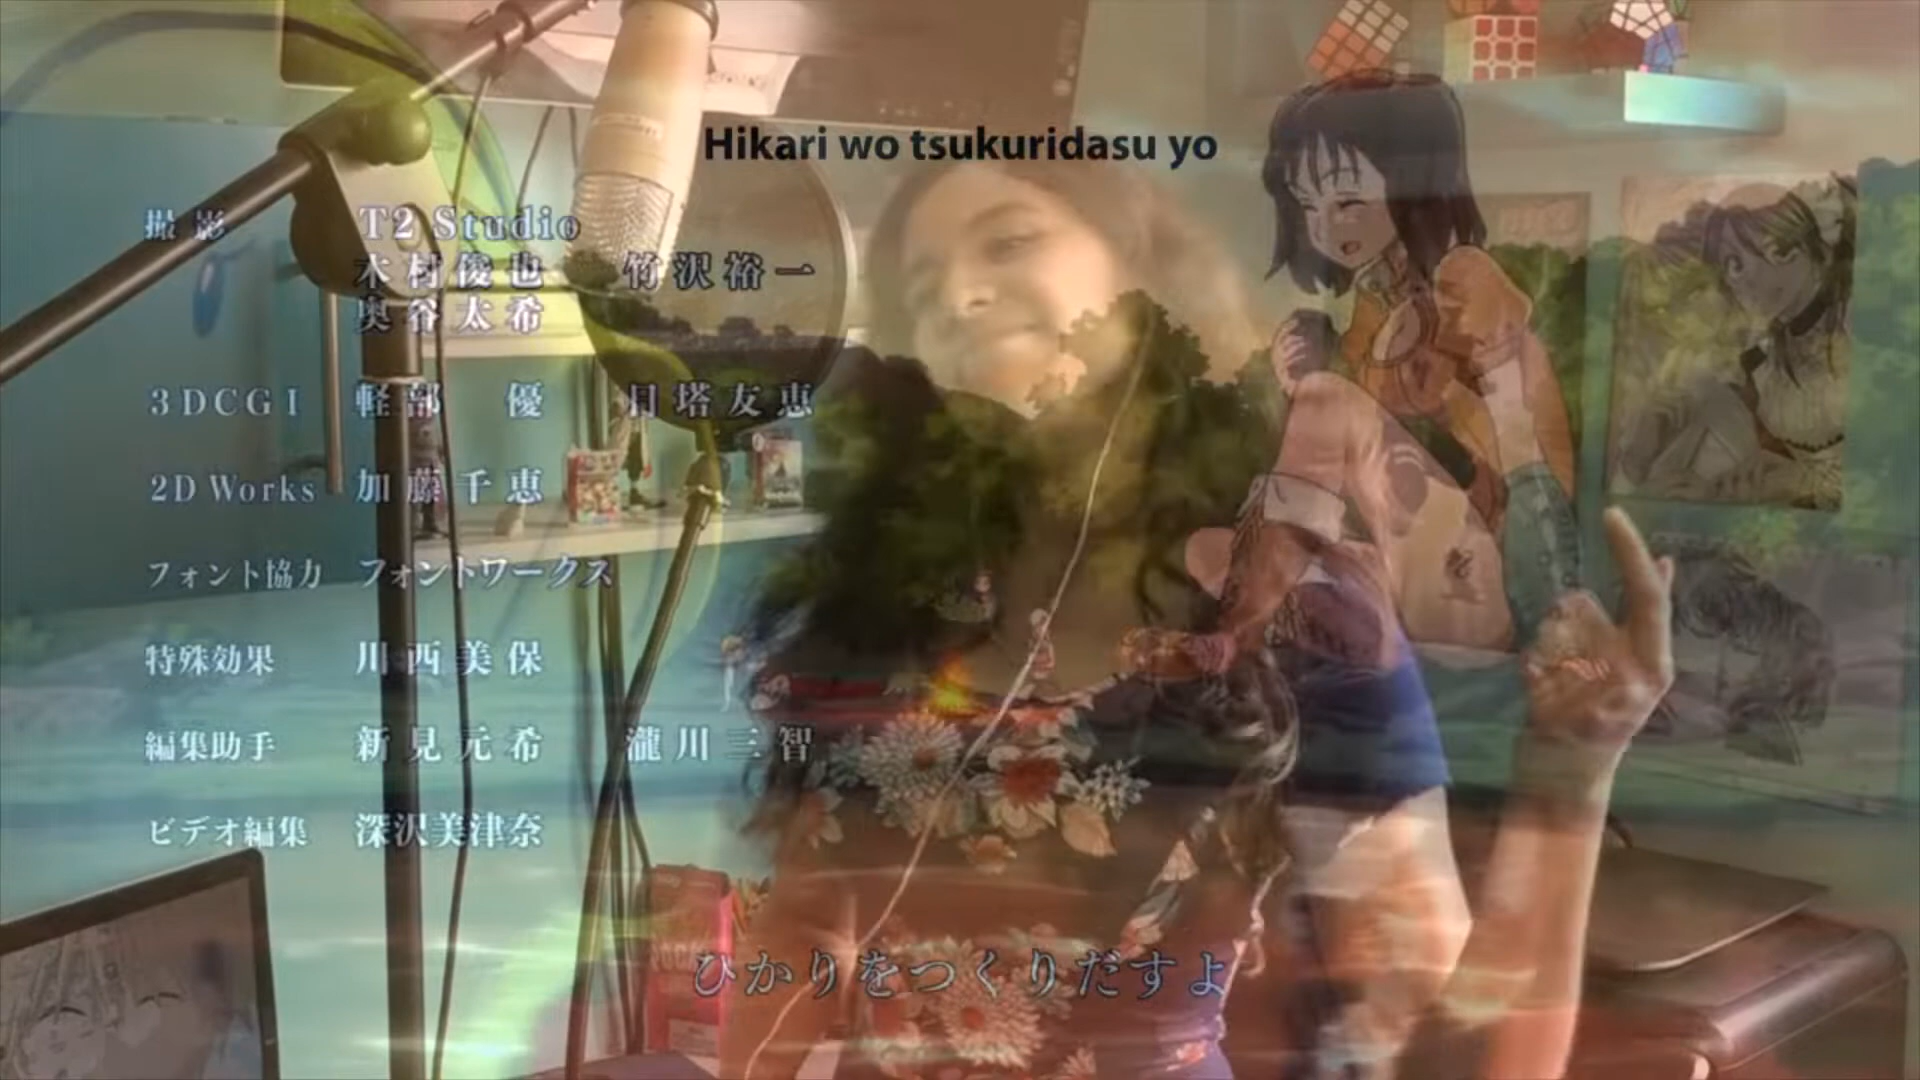 Hikari wo tsukuridasu yo
撮影 T2 Studio
木村俊也 竹沢裕一
奥谷太希
3DCGI 軽部 優 目塔友恵
2D Works 加藤千恵
フォント協力 フォントワークス
特殊効果 川西美保
編集助手 新見元希 瀧川三智
ビデオ編集 深沢美津奈
ひかりをつくりだすよ